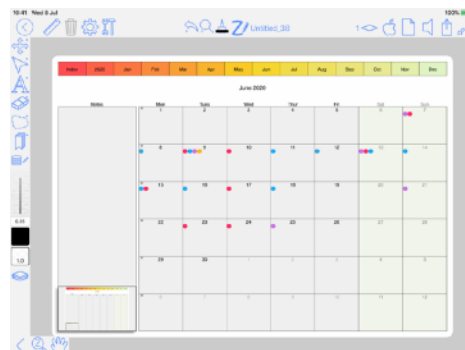 10:41 Wed 8 Jul 100%
Untitled_30
Index 2020 Jan Feb Mar Apr May Jun Jul Aug Sep Oct Nov Dec
June 2020
Notes Mon Tues Wed Thur Fri Sat Sun
1 2 3 4 5 6 7
8 9 10 11 12 13 14
15 16 17 18 19 20 21
22 23 24 25 26 27 28
29 30 1 2 3 4 5
6 7 8 9 10 11 12
1.0